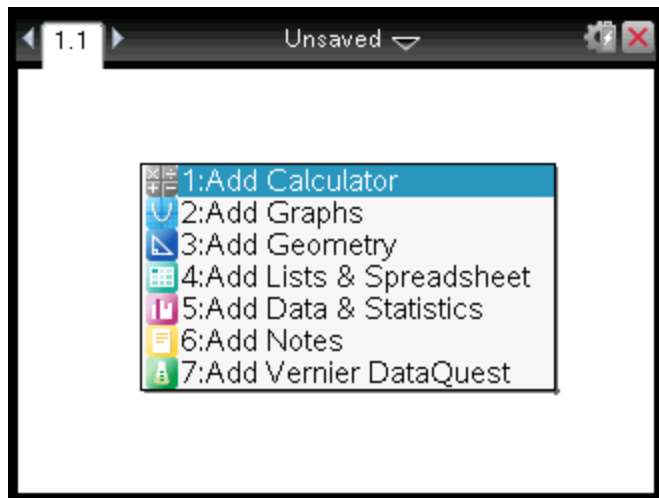 1.1 Unsaved
1:Add Calculator
2:Add Graphs
3:Add Geometry
4:Add Lists & Spreadsheet
5:Add Data & Statistics
6:Add Notes
7:Add Vernier DataQuest